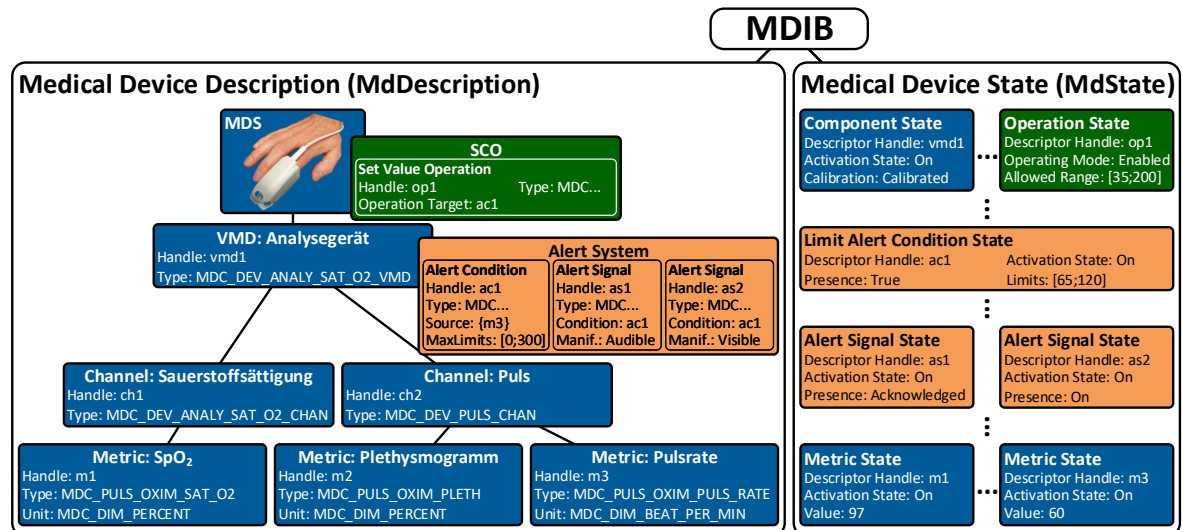 MDIB
Medical Device Description (MdDescription)
MDS
SCO
Set Value Operation
Handle: op1 Type: MDC...
Operation Target: ac1
VMD: Analysegerät
Handle: vmd1
Type: MDC_DEV_ANALY_SAT_O2_VMD
Alert System
Alert Condition
Handle: ac1
Type: MDC...
Source: {m3}
MaxLimits: [0;300]
Alert Signal
Handle: as1
Type: MDC...
Condition: ac1
Manif.: Audible
Alert Signal
Handle: as2
Type: MDC...
Condition: ac1
Manif.: Visible
Channel: Sauerstoffsättigung
Handle: ch1
Type: MDC_DEV_ANALY_SAT_O2_CHAN
Channel: Puls
Handle: ch2
Type: MDC_DEV_PULS_CHAN
Metric: SpO₂
Handle: m1
Type: MDC_PULS_OXIM_SAT_O2
Unit: MDC_DIM_PERCENT
Metric: Plethysmogramm
Handle: m2
Type: MDC_PULS_OXIM_PLETH
Unit: MDC_DIM_PERCENT
Metric: Pulsrate
Handle: m3
Type: MDC_PULS_OXIM_PULS_RATE
Unit: MDC_DIM_BEAT_PER_MIN
Medical Device State (MdState)
Component State
Descriptor Handle: vmd1
Activation State: On
Calibration: Calibrated
...
Operation State
Descriptor Handle: op1
Operating Mode: Enabled
Allowed Range: [35;200]
Limit Alert Condition State
Descriptor Handle: ac1 Activation State: On
Presence: True Limits: [65;120]
Alert Signal State
Descriptor Handle: as1
Activation State: On
Presence: Acknowledged
Alert Signal State
Descriptor Handle: as2
Activation State: On
Presence: On
Metric State
Descriptor Handle: m1
Activation State: On
Value: 97
...
Metric State
Descriptor Handle: m3
Activation State: On
Value: 60